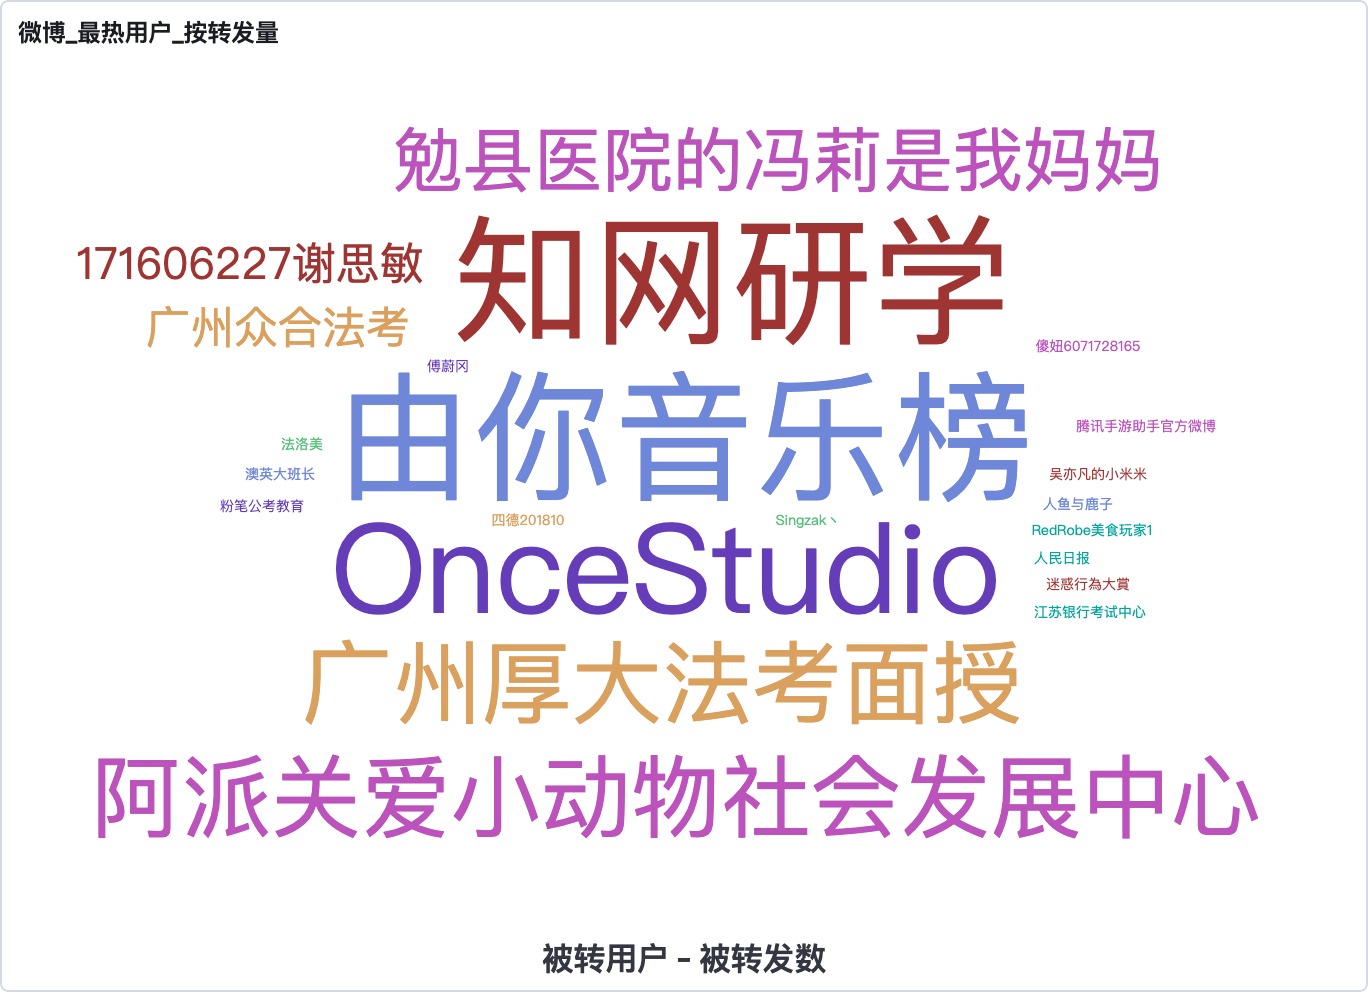 微博_最热用户_按转发量
勉县医院的冯莉是我妈妈
知网研学
171606227谢思敏
广州众合法考
傻妞6071728165
傅蔚冈
由你音乐榜
腾讯手游助手官方微博
法洛美
澳英大班长
吴亦凡的小米米
粉笔公考教育
人鱼与鹿子
四德201810
Singzak丶
RedRobe美食玩家1
OnceStudio
人民日报
迷惑行為大賞
江苏银行考试中心
广州厚大法考面授
阿派关爱小动物社会发展中心
被转用户 - 被转发数